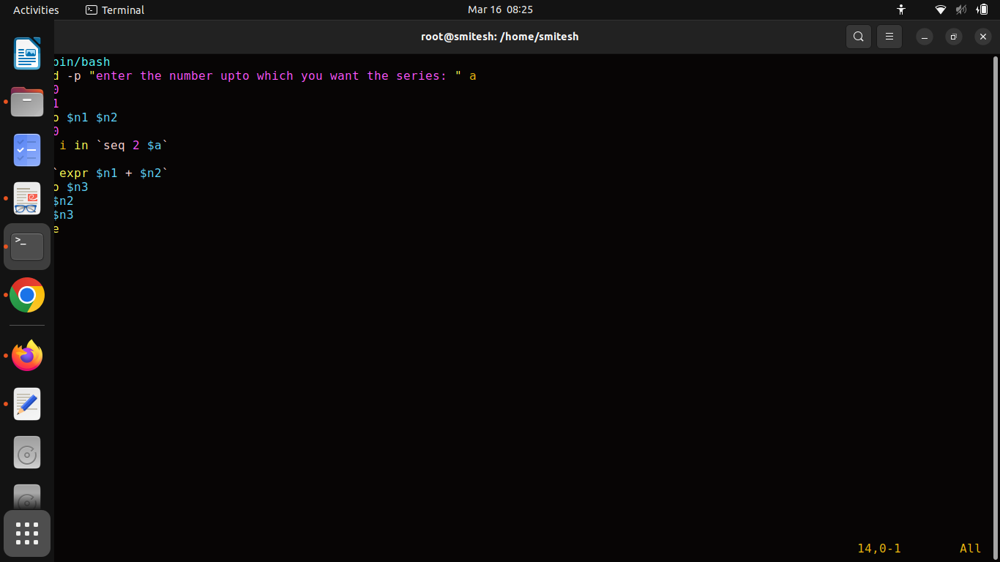 Activities Terminal Mar 16 08:25
root@smitesh: /home/smitesh
bin/bash
d -p "enter the number upto which you want the series: " a
0
1
o $n1 $n2
0
i in `seq 2 $a`
`expr $n1 + $n2`
o $n3
$n2
$n3
e
>_
14,0-1 All